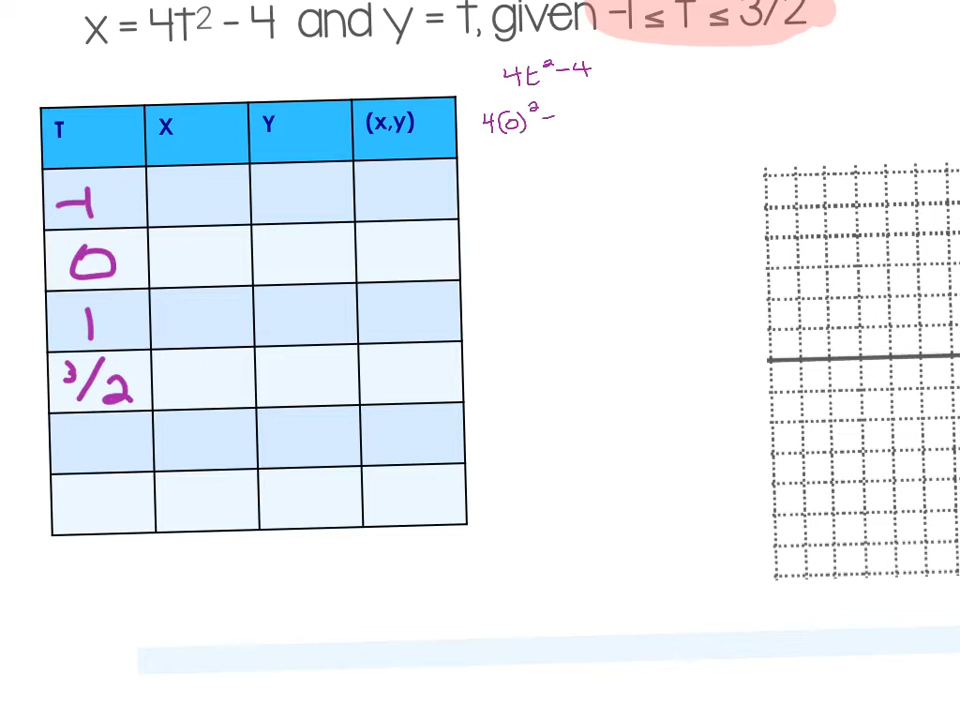 x = 4t² - 4 and y = t, given -1 ≤ t ≤ 3/2
4t² - 4
4(0)² -
T X Y (x,y)
-1
0
1
3/2